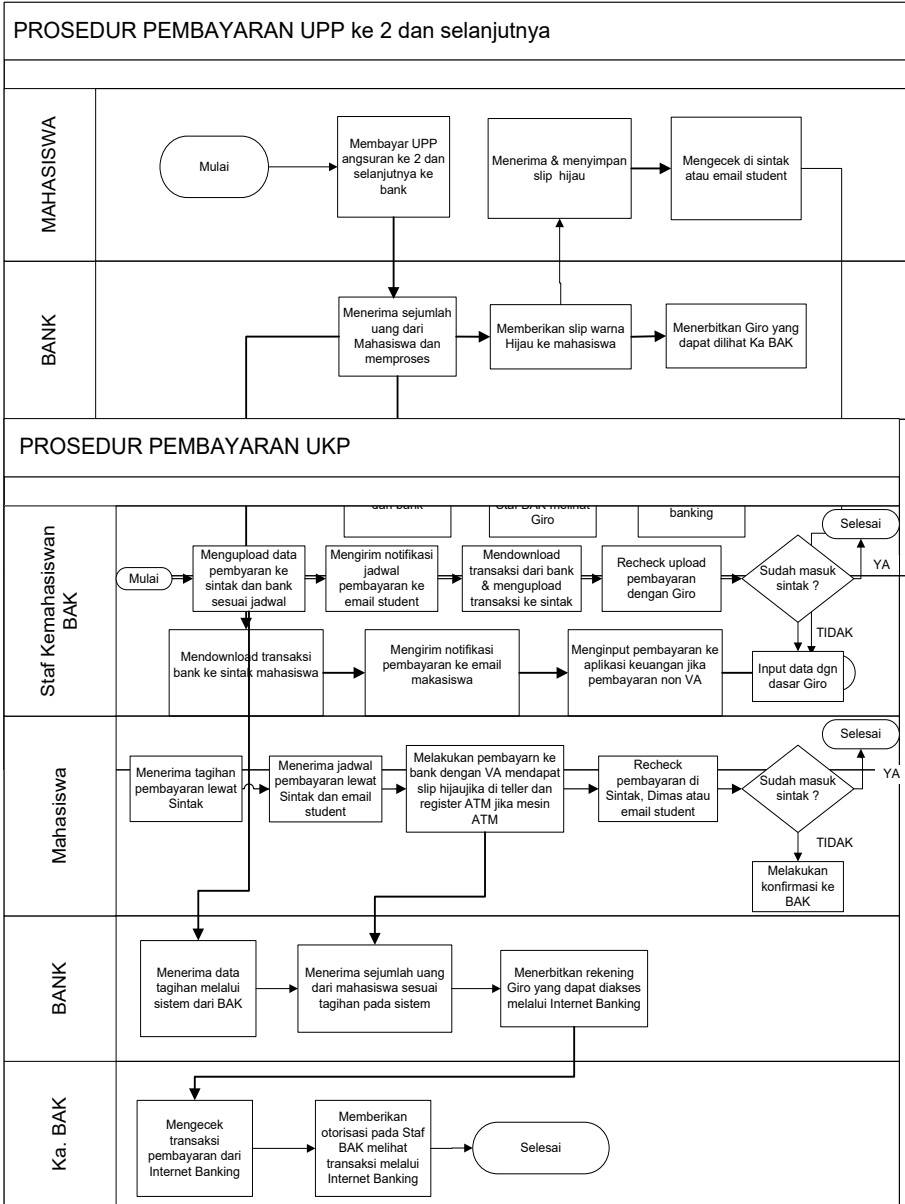 PROSEDUR PEMBAYARAN UPP ke 2 dan selanjutnya
MAHASISWA
Mulai
Membayar UPP
angsuran ke 2 dan
selanjutnya ke
bank
Menerima & menyimpan
slip hijau
Mengecek di sintak
atau email student
BANK
Menerima sejumlah
uang dari
Mahasiswa dan
memproses
Memberikan slip warna
Hijau ke mahasiswa
Menerbitkan Giro yang
dapat dilihat Ka BAK
PROSEDUR PEMBAYARAN UKP
Staf Kemahasiswan
BAK
dari bank
Staf BAK melihat
Giro
banking
Selesai
Mulai
Mengupload data
pembyaran ke
sintak dan bank
sesuai jadwal
Mengirim notifikasi
jadwal
pembayaran ke
email student
Mendownload
transaksi dari bank
& mengupload
transaksi ke sintak
Recheck upload
pembayaran
dengan Giro
Sudah masuk
sintak ?
YA
TIDAK
Mendownload transaksi
bank ke sintak mahasiswa
Mengirim notifikasi
pembayaran ke email
makasiswa
Menginput pembayaran ke
aplikasi keuangan jika
pembayaran non VA
Input data dgn
dasar Giro
Mahasiswa
Menerima tagihan
pembayaran lewat
Sintak
Menerima jadwal
pembayaran lewat
Sintak dan email
student
Melakukan pembayarn ke
bank dengan VA mendapat
slip hijaujika di teller dan
register ATM jika mesin
ATM
Recheck
pembayaran di
Sintak, Dimas atau
email student
Sudah masuk
sintak ?
Selesai
YA
TIDAK
Melakukan
konfirmasi ke
BAK
BANK
Menerima data
tagihan melalui
sistem dari BAK
Menerima sejumlah uang
dari mahasiswa sesuai
tagihan pada sistem
Menerbitkan rekening
Giro yang dapat diakses
melalui Internet Banking
Ka. BAK
Mengecek
transaksi
pembayaran dari
Internet Banking
Memberikan
otorisasi pada Staf
BAK melihat
transaksi melalui
Internet Banking
Selesai